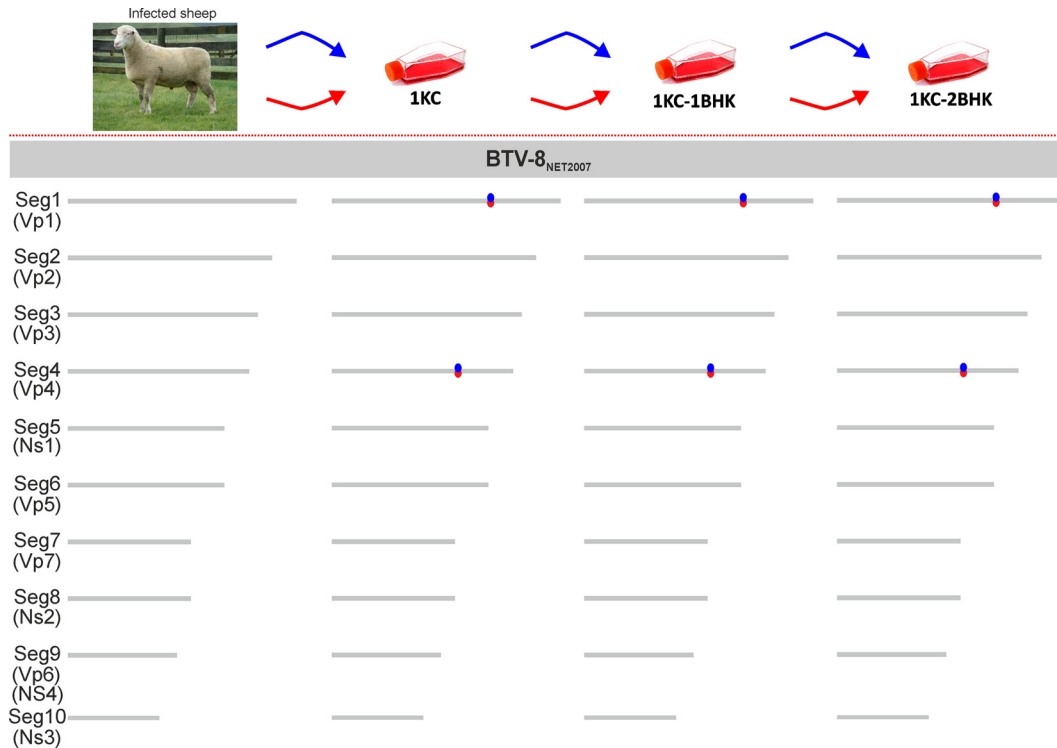 Infected sheep
1KC
1KC-1BHK
1KC-2BHK
BTV-8NET2007
Seg1
(Vp1)
Seg2
(Vp2)
Seg3
(Vp3)
Seg4
(Vp4)
Seg5
(Ns1)
Seg6
(Vp5)
Seg7
(Vp7)
Seg8
(Ns2)
Seg9
(Vp6)
(NS4)
Seg10
(Ns3)